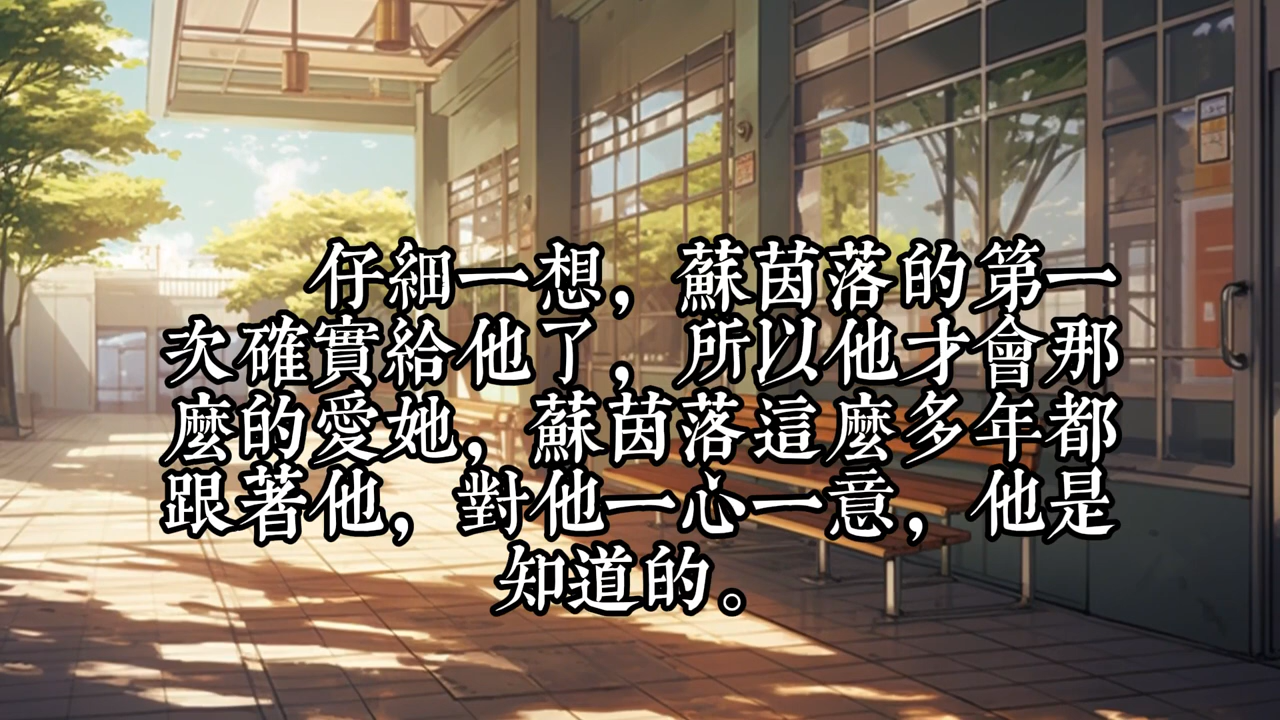 仔細一想，蘇茵落的第一
次確實給他了，所以他才會那
麼的愛她，蘇茵落這麼多年都
跟著他，對他一心一意，他是
知道的。